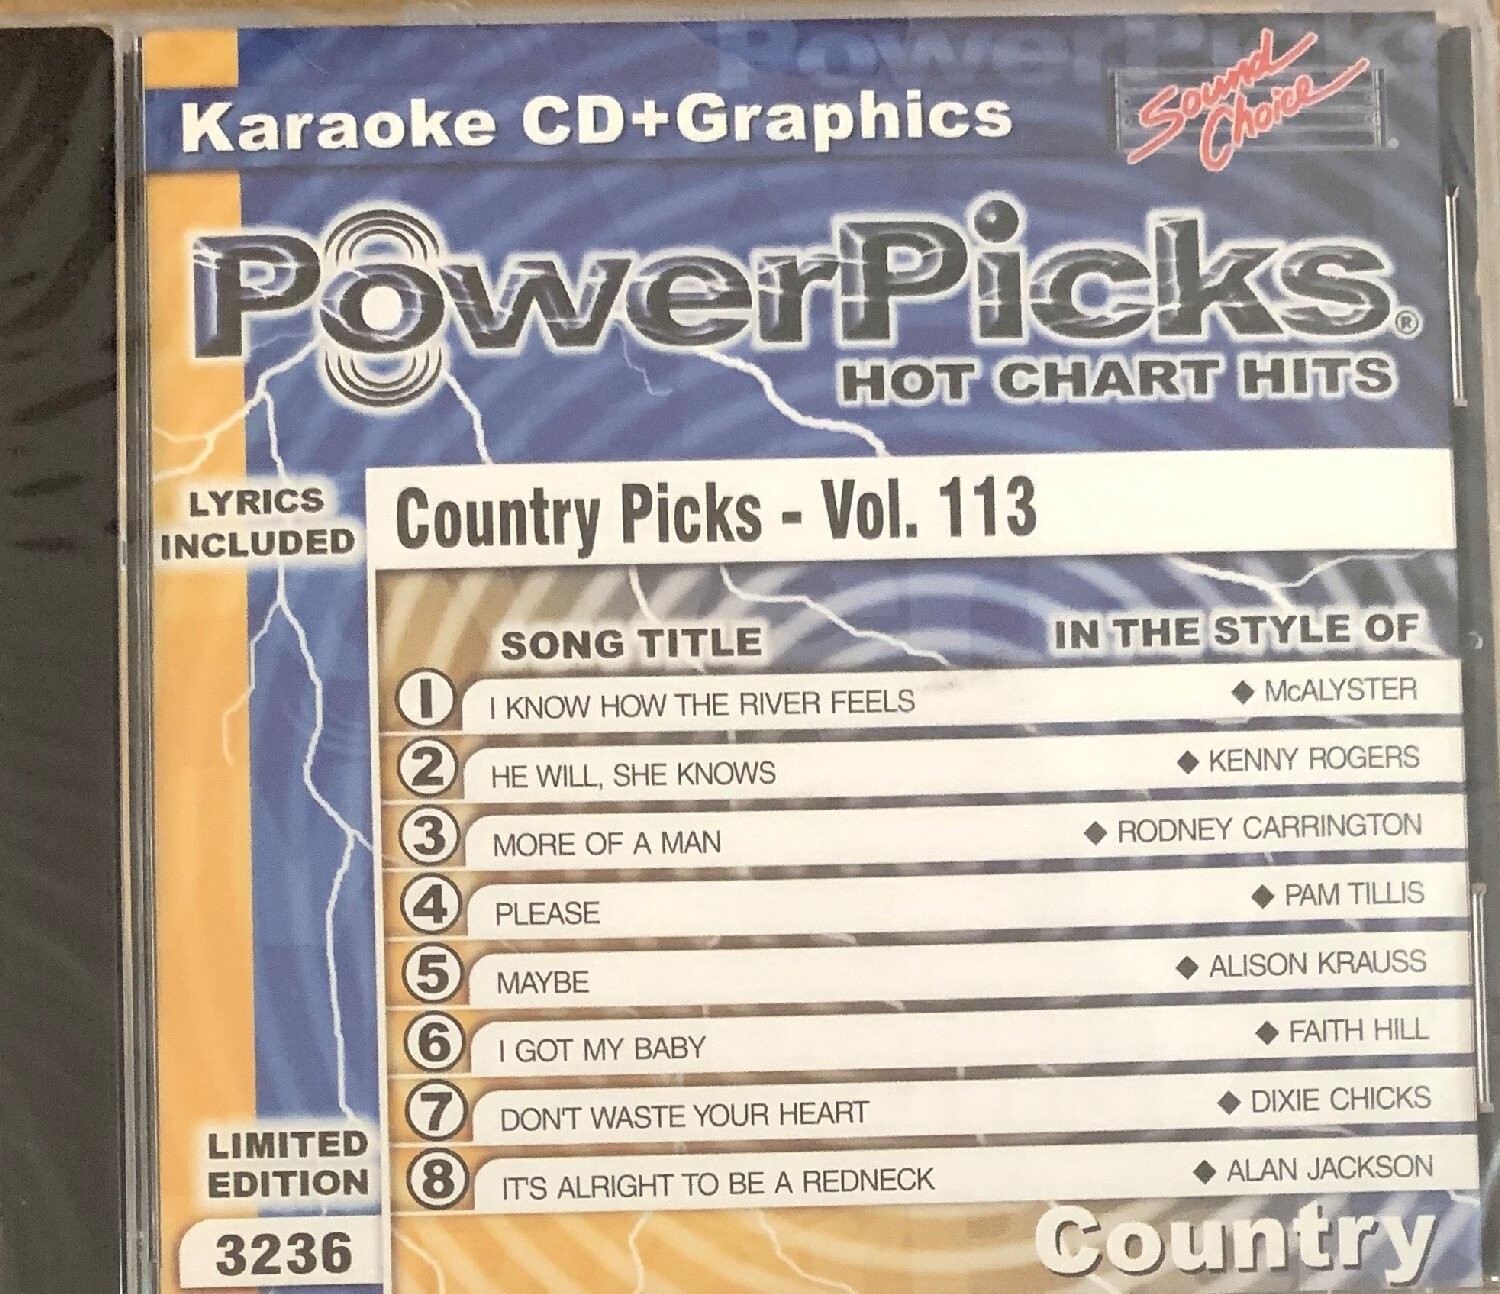 PowerPicks
Karaoke CD+Graphics
Sound
Choice
PowerPicks®
HOT CHART HITS
LYRICS
INCLUDED
Country Picks - Vol. 113
SONG TITLE IN THE STYLE OF
1 I KNOW HOW THE RIVER FEELS ◆ McALYSTER
2 HE WILL, SHE KNOWS ◆ KENNY ROGERS
3 MORE OF A MAN ◆ RODNEY CARRINGTON
4 PLEASE ◆ PAM TILLIS
5 MAYBE ◆ ALISON KRAUSS
6 I GOT MY BABY ◆ FAITH HILL
7 DON'T WASTE YOUR HEART ◆ DIXIE CHICKS
8 IT'S ALRIGHT TO BE A REDNECK ◆ ALAN JACKSON
LIMITED
EDITION
3236
Country